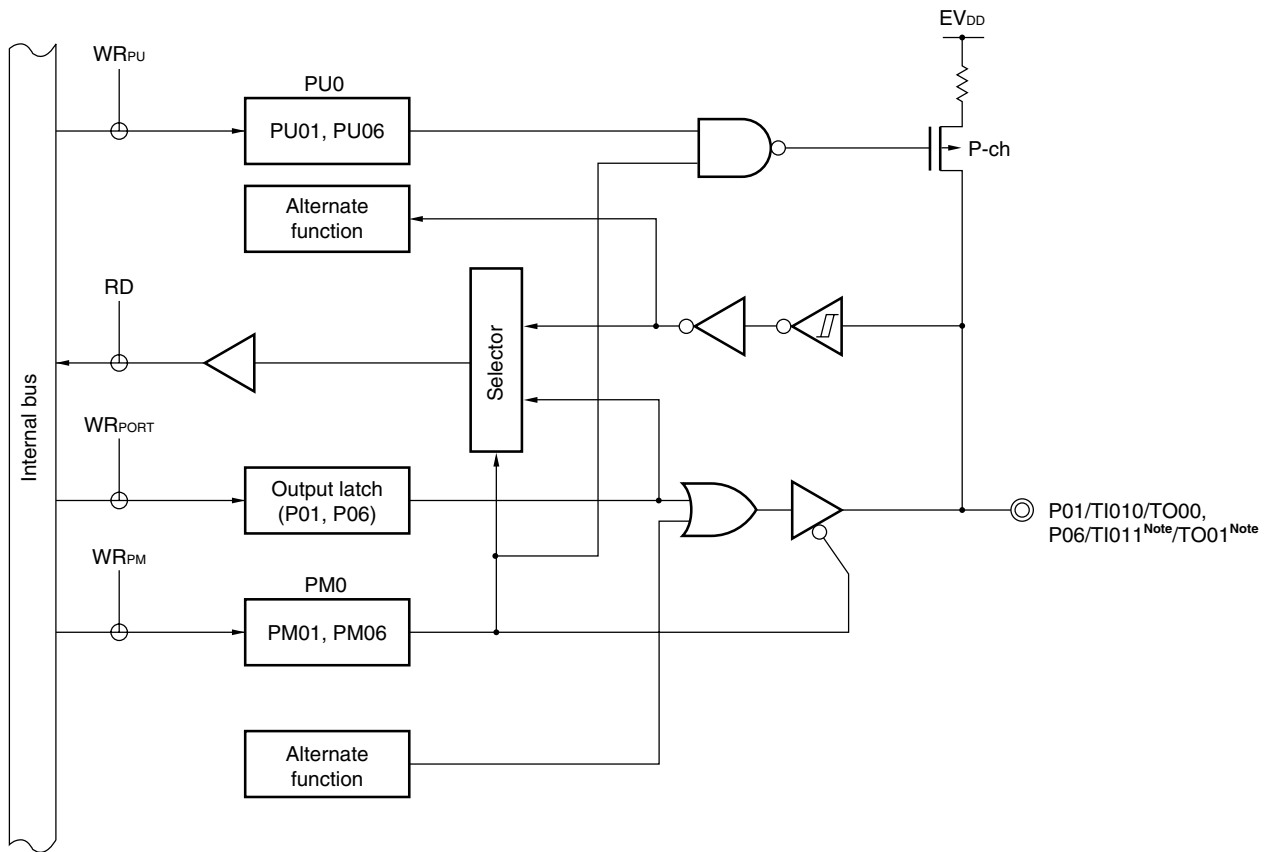 EVDD
WRPU
PU0
PU01, PU06
P-ch
Alternate
function
RD
Selector
Internal bus
WRPORT
Output latch
(P01, P06)
P01/TI010/TO00,
P06/TI011Note/TO01Note
WRPM
PM0
PM01, PM06
Alternate
function